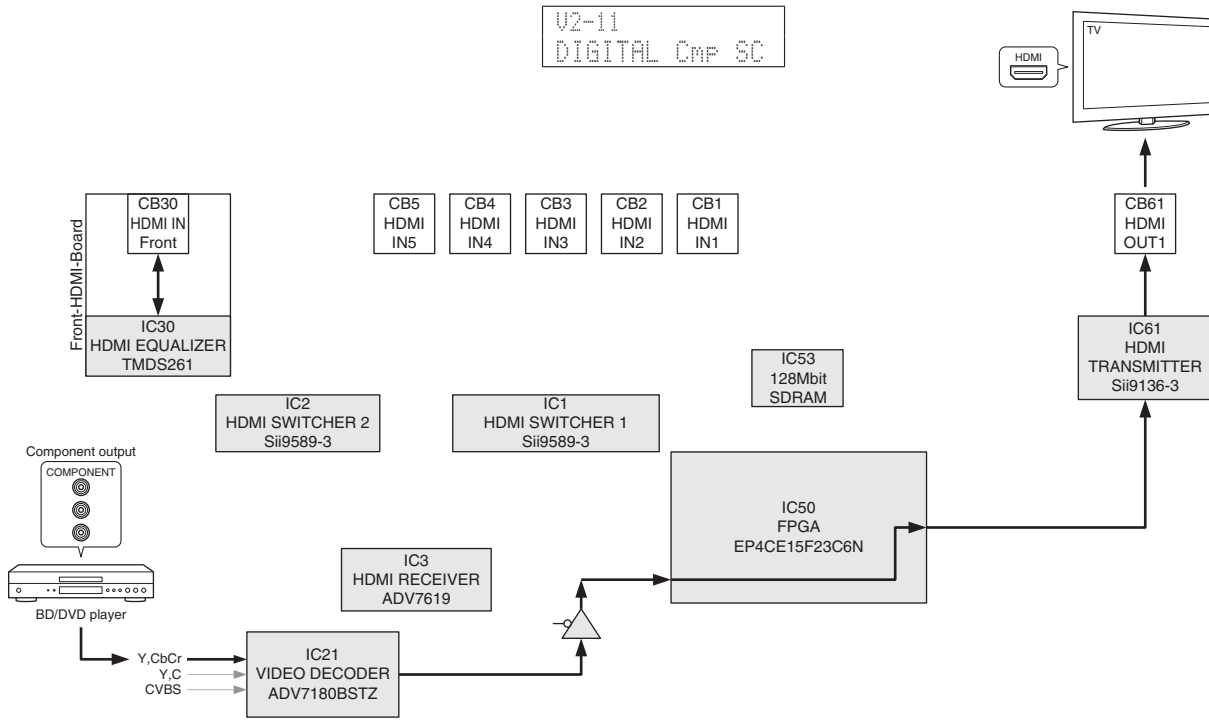 V2-11
DIGITAL Cmp SC
TV
HDMI
Front-HDMI-Board
CB30
HDMI IN
Front
CB5
HDMI
IN5
CB4
HDMI
IN4
CB3
HDMI
IN3
CB2
HDMI
IN2
CB1
HDMI
IN1
CB61
HDMI
OUT1
IC30
HDMI EQUALIZER
TMDS261
IC61
HDMI
TRANSMITTER
Sii9136-3
IC53
128Mbit
SDRAM
IC2
HDMI SWITCHER 2
Sii9589-3
IC1
HDMI SWITCHER 1
Sii9589-3
Component output
COMPONENT
BD/DVD player
IC50
FPGA
EP4CE15F23C6N
IC3
HDMI RECEIVER
ADV7619
Y,CbCr
Y,C
CVBS
IC21
VIDEO DECODER
ADV7180BSTZ